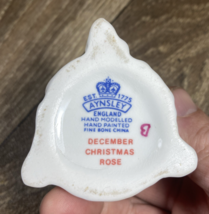 EST 1775
AYNSLEY
ENGLAND
HAND MODELLED
HAND PAINTED
FINE BONE CHINA
DECEMBER
CHRISTMAS
ROSE